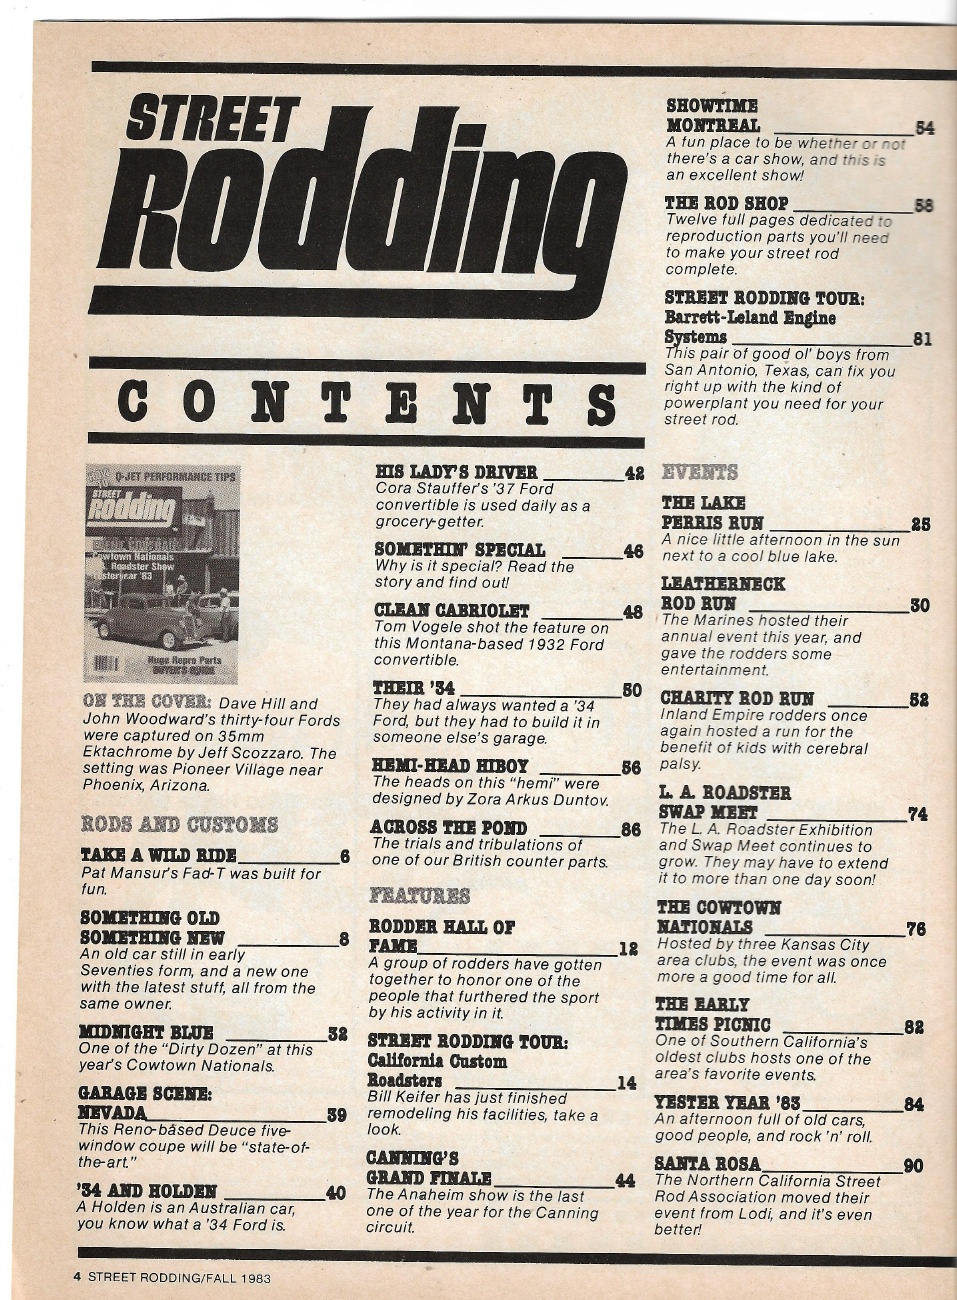 STREET
Rodding
CONTENTS
Q-JET PERFORMANCE TIPS
STREET
Rodding
Cowtown Nationals
Roadster Show
Huge Repro Parts
BUYER'S GUIDE
ON THE COVER: Dave Hill and
John Woodward's thirty-four Fords
were captured on 35mm
Ektachrome by Jeff Scozzaro. The
setting was Pioneer Village near
Phoenix, Arizona.
RODS AND CUSTOMS
TAKE A WILD RIDE 6
Pat Mansur's Fad-T was built for
fun.
SOMETHING OLD
SOMETHING NEW 8
An old car still in early
Seventies form, and a new one
with the latest stuff, all from the
same owner.
MIDNIGHT BLUE 32
One of the "Dirty Dozen" at this
year's Cowtown Nationals.
GARAGE SCENE:
NEVADA 39
This Reno-based Deuce five-
window coupe will be "state-of-
the-art."
'34 AND HOLDEN 40
A Holden is an Australian car,
you know what a '34 Ford is.
HIS LADY'S DRIVER 42
Cora Stauffer's '37 Ford
convertible is used daily as a
grocery-getter.
SOMETHIN' SPECIAL 46
Why is it special? Read the
story and find out!
CLEAN CABRIOLET 48
Tom Vogele shot the feature on
this Montana-based 1932 Ford
convertible.
THEIR '34 50
They had always wanted a '34
Ford, but they had to build it in
someone else's garage.
HEMI-HEAD HIBOY 56
The heads on this "hemi" were
designed by Zora Arkus Duntov.
ACROSS THE POND 86
The trials and tribulations of
one of our British counter parts.
FEATURES
RODDER HALL OF
FAME 12
A group of rodders have gotten
together to honor one of the
people that furthered the sport
by his activity in it.
STREET RODDING TOUR:
California Custom
Roadsters 14
Bill Keifer has just finished
remodeling his facilities, take a
look.
CANNING'S
GRAND FINALE 44
The Anaheim show is the last
one of the year for the Canning
circuit.
SHOWTIME
MONTREAL 54
A fun place to be whether or not
there's a car show, and this is
an excellent show!
THE ROD SHOP 58
Twelve full pages dedicated to
reproduction parts you'll need
to make your street rod
complete.
STREET RODDING TOUR:
Barrett-Leland Engine
Systems 81
This pair of good ol' boys from
San Antonio, Texas, can fix you
right up with the kind of
powerplant you need for your
street rod.
EVENTS
THE LAKE
PERRIS RUN 25
A nice little afternoon in the sun
next to a cool blue lake.
LEATHERNECK
ROD RUN 30
The Marines hosted their
annual event this year, and
gave the rodders some
entertainment.
CHARITY ROD RUN 52
Inland Empire rodders once
again hosted a run for the
benefit of kids with cerebral
palsy.
L. A. ROADSTER
SWAP MEET 74
The L. A. Roadster Exhibition
and Swap Meet continues to
grow. They may have to extend
it to more than one day soon!
THE COWTOWN
NATIONALS 76
Hosted by three Kansas City
area clubs, the event was once
more a good time for all.
THE EARLY
TIMES PICNIC 82
One of Southern California's
oldest clubs hosts one of the
area's favorite events.
YESTER YEAR '83 84
An afternoon full of old cars,
good people, and rock 'n' roll.
SANTA ROSA 90
The Northern California Street
Rod Association moved their
event from Lodi, and it's even
better!
4 STREET RODDING/FALL 1983